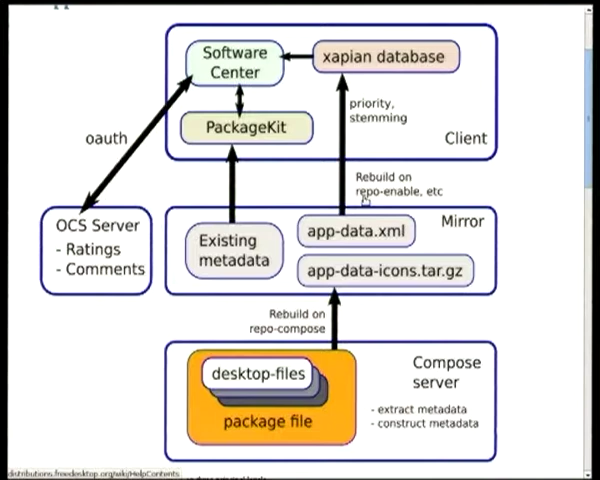 Software
Center
xapian database
PackageKit
priority,
stemming
Client
oauth
Rebuild on
repo-enable, etc
OCS Server
- Ratings
- Comments
Existing
metadata
app-data.xml
Mirror
app-data-icons.tar.gz
Rebuild on
repo-compose
desktop-files
package file
Compose
server
- extract metadata
- construct metadata
distributions.freedesktop.org/wiki/HelpContents